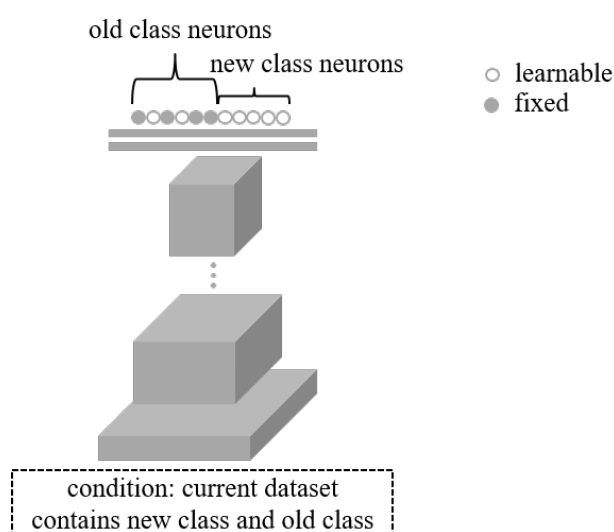 old class neurons
new class neurons
learnable
fixed
condition: current dataset
contains new class and old class